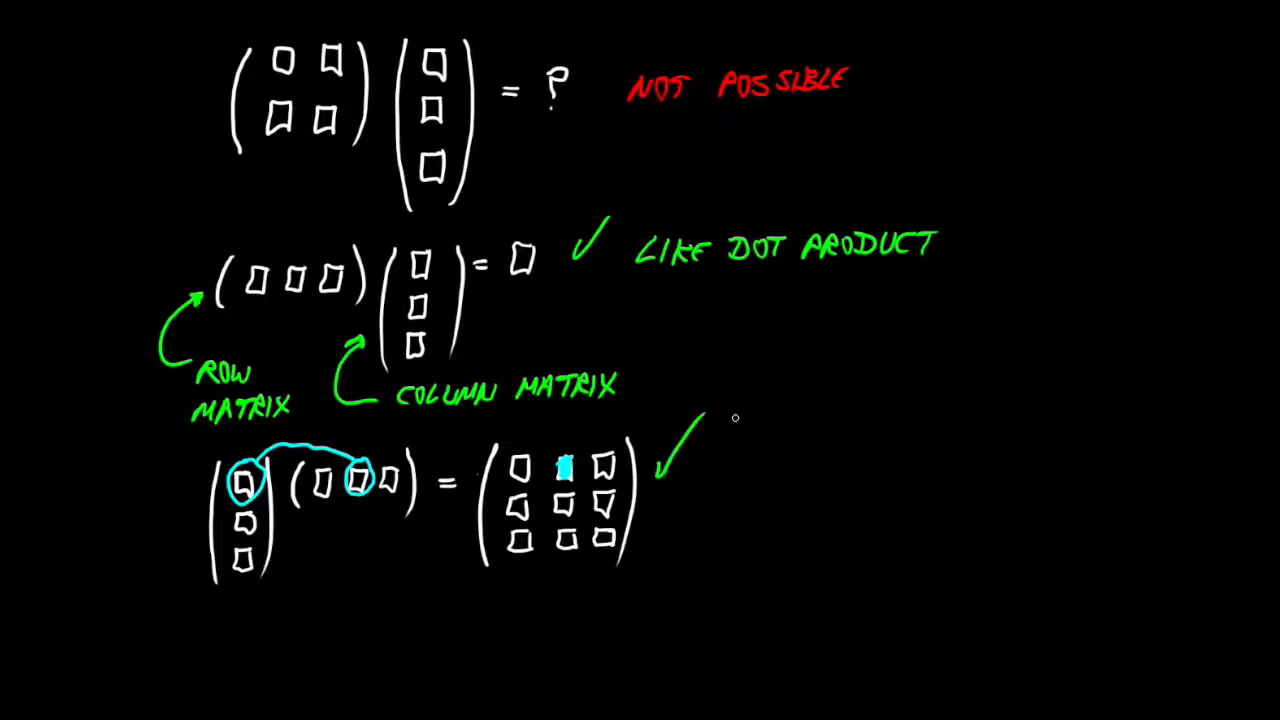 = ? NOT POSSIBLE
= ✓ LIKE DOT PRODUCT
ROW
MATRIX
COLUMN MATRIX
= ✓